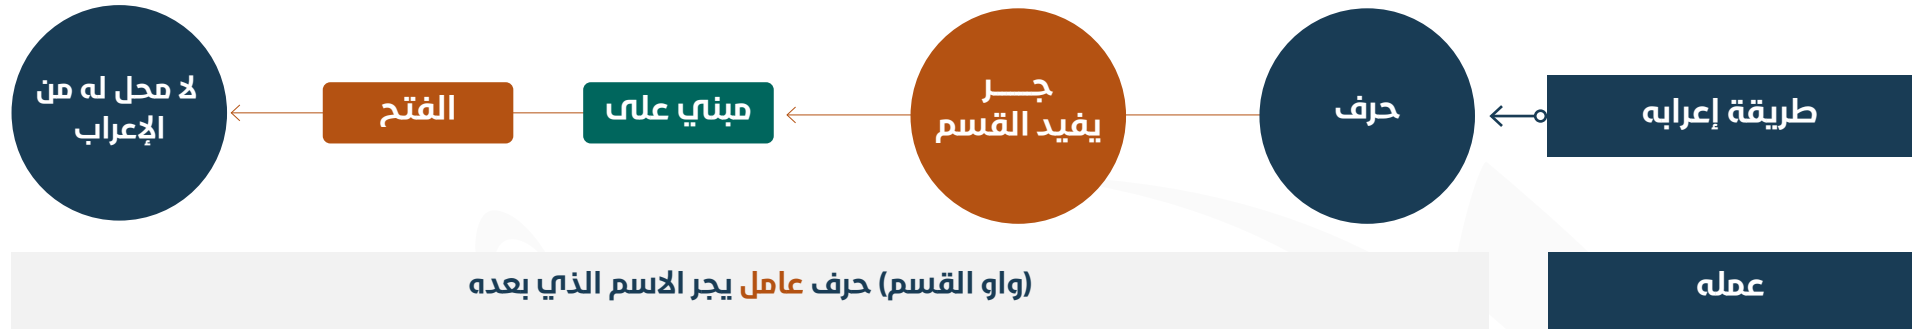 طريقة إعرابه
حرف
جــــر
يفيد القسم
مبني على
الفتح
لا محل له من
الإعراب
عمله
(واو القسم) حرف عامل يجر الاسم الذي بعده